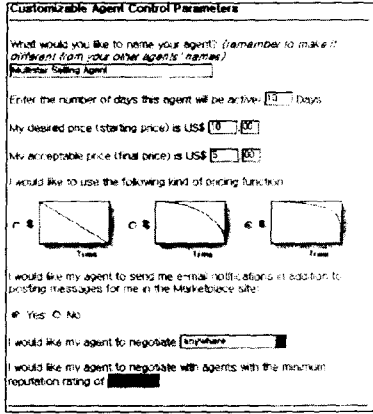 Customizable Agent Control Parameters
What would you like to name your agent? (remember to make it
different from your other agents' names)
Multistar Selling Agent
Enter the number of days this agent will be active: 10 Days
My desired price (starting price) is US$ 10 .00
My acceptable price (final price) is US$ 5 .00
I would like to use the following kind of pricing function
$ $ $
Time Time Time
I would like my agent to send me e-mail notifications in addition to
posting messages for me in the Marketplace site:
Yes No
I would like my agent to negotiate anywhere
I would like my agent to negotiate with agents with the minimum
reputation rating of